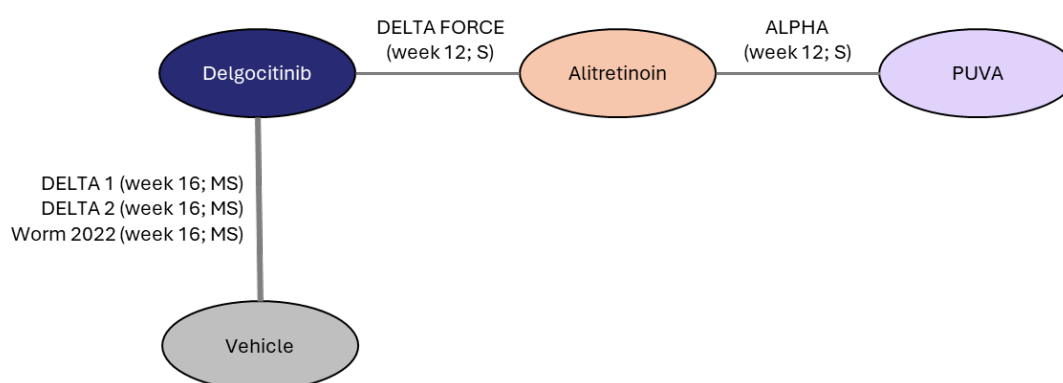 DELTA FORCE
(week 12; S)
ALPHA
(week 12; S)
Delgocitinib
Alitretinoin
PUVA
DELTA 1 (week 16; MS)
DELTA 2 (week 16; MS)
Worm 2022 (week 16; MS)
Vehicle